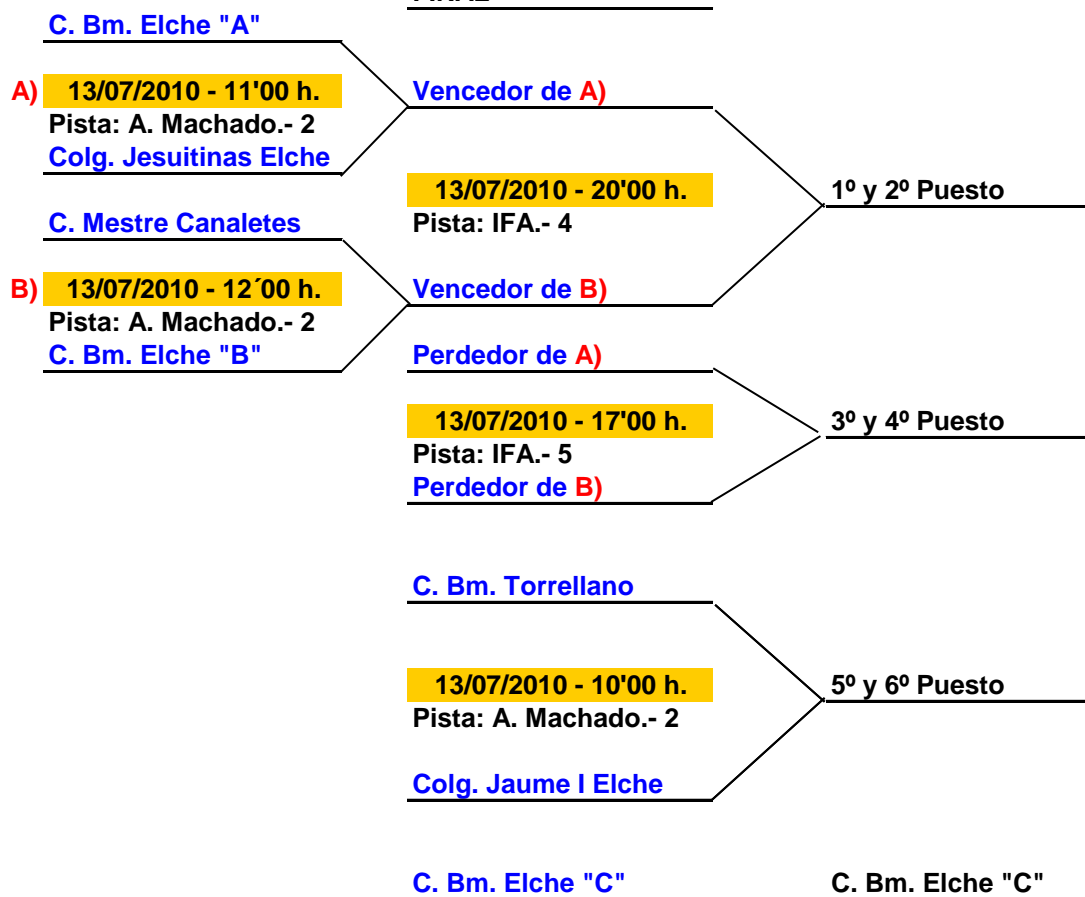 C. Bm. Elche "A"
A) 13/07/2010 - 11'00 h.
Pista: A. Machado.- 2
Colg. Jesuitinas Elche
C. Mestre Canaletes
B) 13/07/2010 - 12´00 h.
Pista: A. Machado.- 2
C. Bm. Elche "B"
Vencedor de A)
13/07/2010 - 20'00 h.
Pista: IFA.- 4
Vencedor de B)
1º y 2º Puesto
Perdedor de A)
13/07/2010 - 17'00 h.
Pista: IFA.- 5
Perdedor de B)
3º y 4º Puesto
C. Bm. Torrellano
13/07/2010 - 10'00 h.
Pista: A. Machado.- 2
Colg. Jaume I Elche
5º y 6º Puesto
C. Bm. Elche "C"
C. Bm. Elche "C"